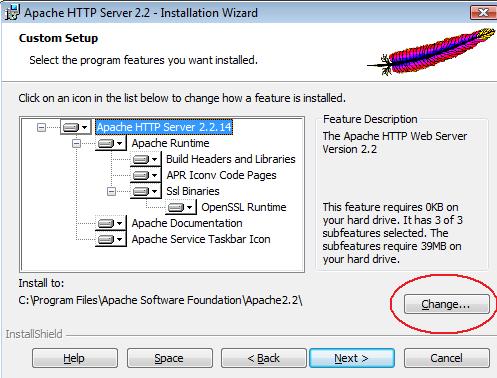 Apache HTTP Server 2.2 - Installation Wizard
Custom Setup
Select the program features you want installed.
Click on an icon in the list below to change how a feature is installed.
Apache HTTP Server 2.2.14
Apache Runtime
Build Headers and Libraries
APR Iconv Code Pages
Ssl Binaries
OpenSSL Runtime
Apache Documentation
Apache Service Taskbar Icon
Feature Description
The Apache HTTP Web Server
Version 2.2
This feature requires 0KB on
your hard drive. It has 3 of 3
subfeatures selected. The
subfeatures require 39MB on
your hard drive.
Install to:
C:\Program Files\Apache Software Foundation\Apache2.2\
Change...
InstallShield
Help
Space
< Back
Next >
Cancel